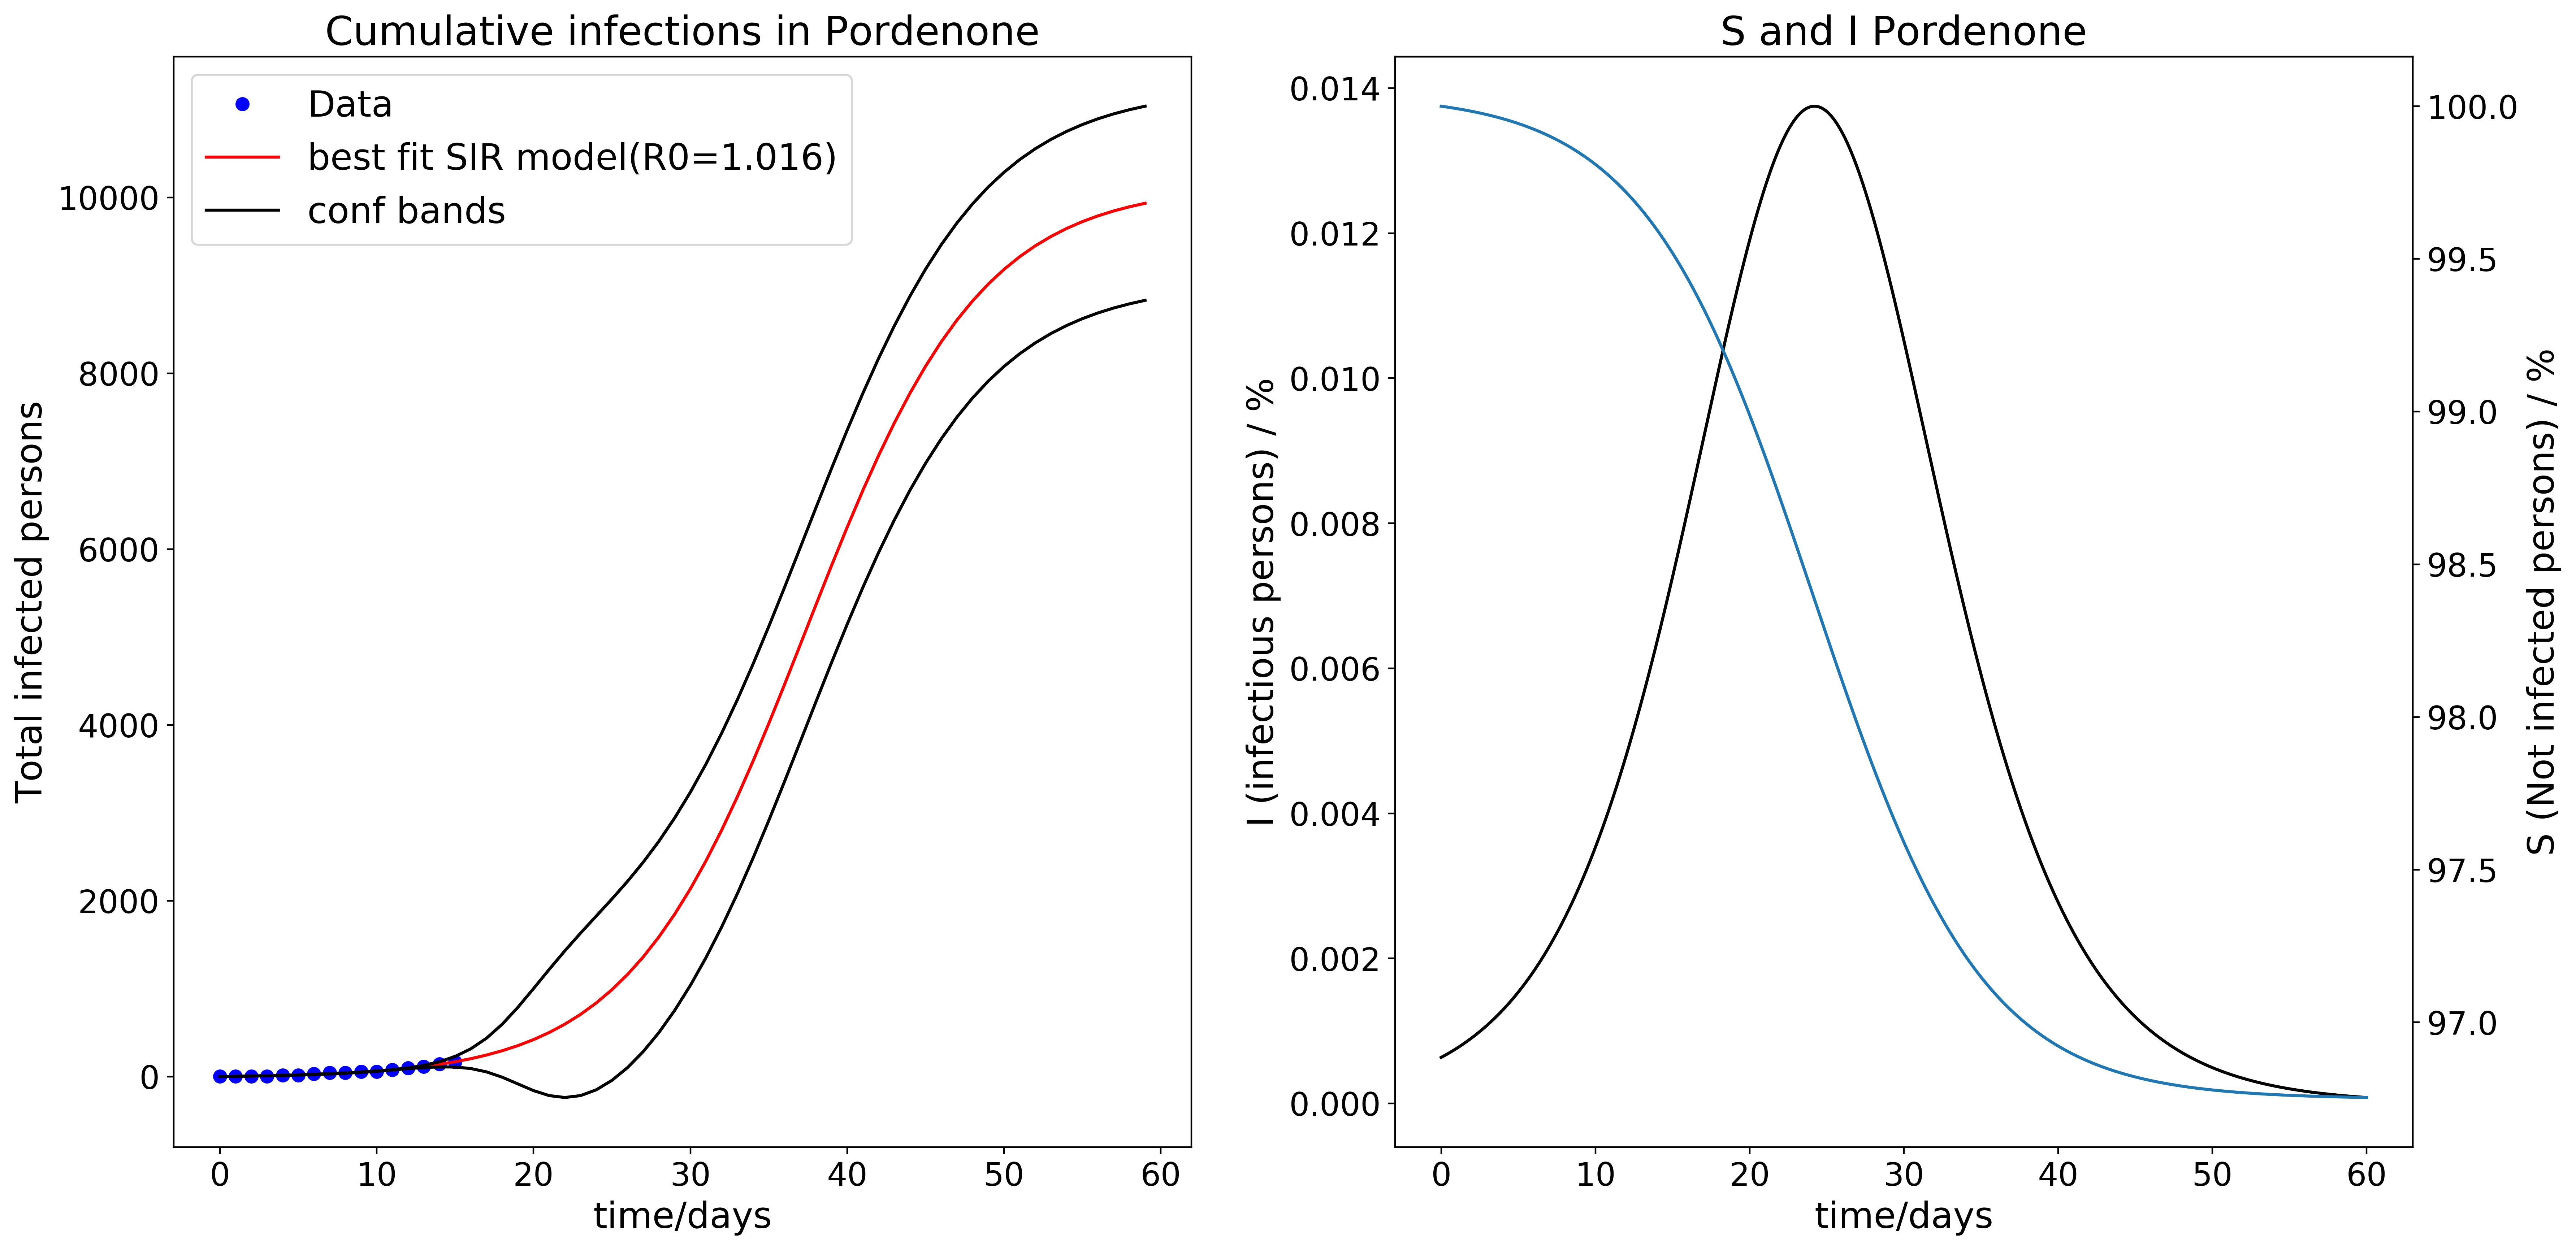 Cumulative infections in Pordenone
Data
best fit SIR model(R0=1.016)
conf bands
10000
8000
6000
4000
2000
0
Total infected persons
0 10 20 30 40 50 60
time/days
S and I Pordenone
0.014
0.012
0.010
0.008
0.006
0.004
0.002
0.000
I (infectious persons) / %
100.0
99.5
99.0
98.5
98.0
97.5
97.0
S (Not infected persons) / %
0 10 20 30 40 50 60
time/days